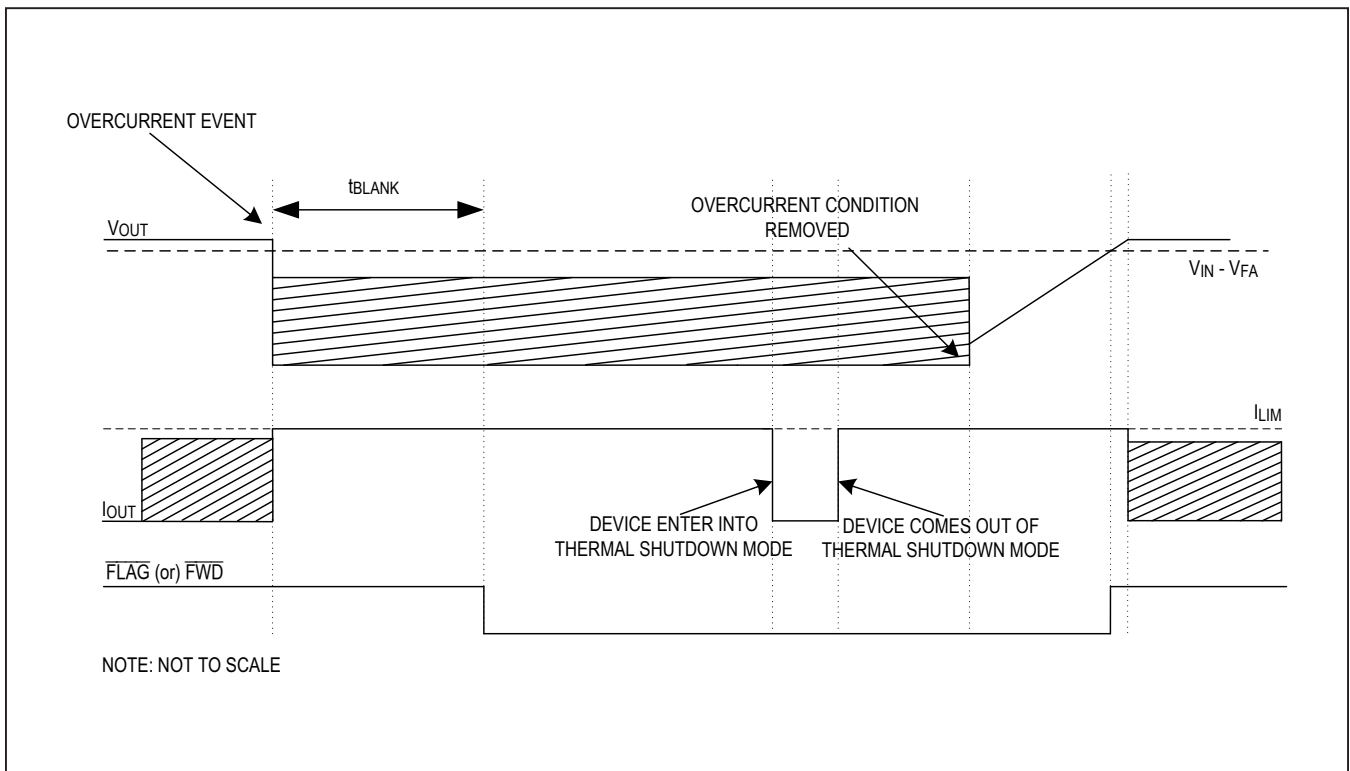 OVERCURRENT EVENT
tBLANK
OVERCURRENT CONDITION
REMOVED
VOUT
VIN - VFA
ILIM
IOUT
DEVICE ENTER INTO
THERMAL SHUTDOWN MODE
DEVICE COMES OUT OF
THERMAL SHUTDOWN MODE
FLAG (or) FWD
NOTE: NOT TO SCALE